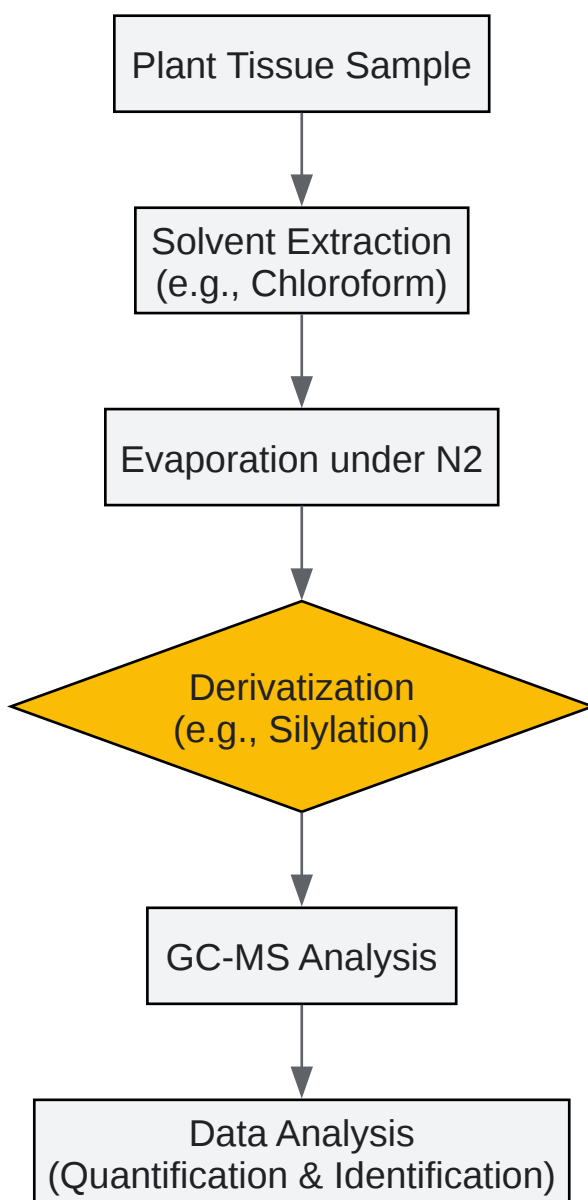 Plant Tissue Sample
Solvent Extraction
(e.g., Chloroform)
Evaporation under N2
Derivatization
(e.g., Silylation)
GC-MS Analysis
Data Analysis
(Quantification & Identification)